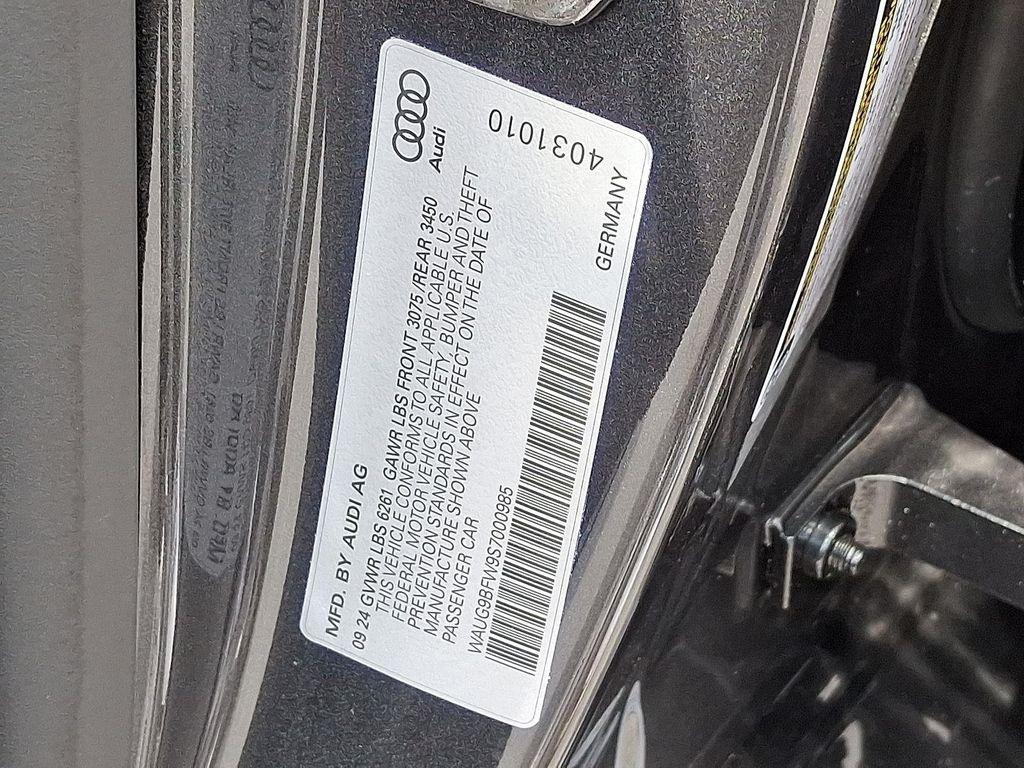 MFD. BY AUDI AG
Audi
09 24 GVWR LBS 6261 GAWR LBS FRONT 3075 /REAR 3450
THIS VEHICLE CONFORMS TO ALL APPLICABLE U.S.
FEDERAL MOTOR VEHICLE SAFETY, BUMPER AND THEFT
PREVENTION STANDARDS IN EFFECT ON THE DATE OF
MANUFACTURE SHOWN ABOVE
PASSENGER CAR
WAUG9BFW9S7000985
GERMANY
4031010